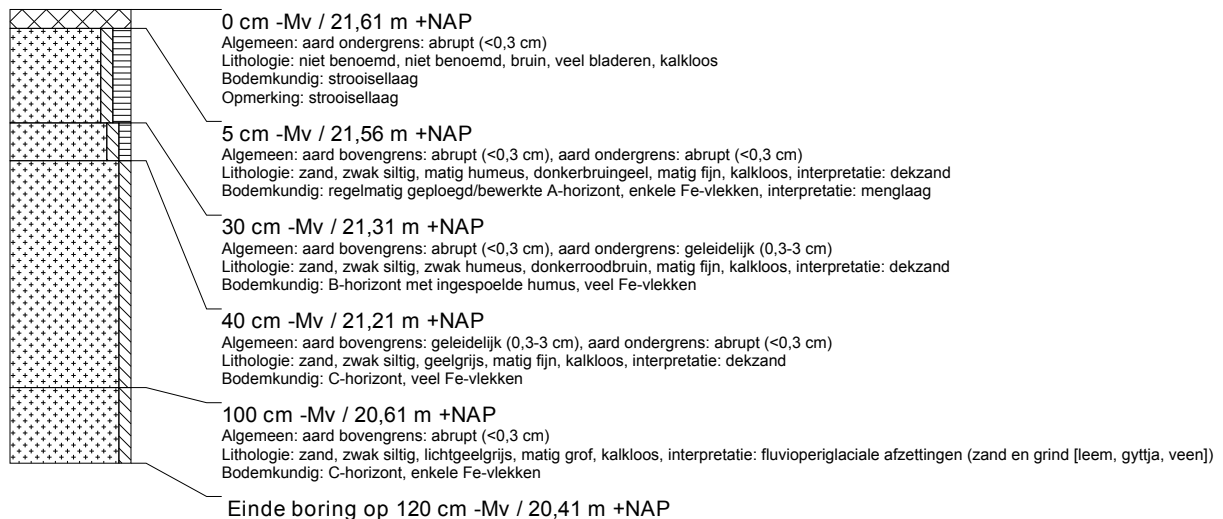 0 cm -Mv / 21,61 m +NAP
Algemeen: aard ondergrens: abrupt (<0,3 cm)
Lithologie: niet benoemd, niet benoemd, bruin, veel bladeren, kalkloos
Bodemkundig: strooisellaag
Opmerking: strooisellaag
5 cm -Mv / 21,56 m +NAP
Algemeen: aard bovengrens: abrupt (<0,3 cm), aard ondergrens: abrupt (<0,3 cm)
Lithologie: zand, zwak siltig, matig humeus, donkerbruingeel, matig fijn, kalkloos, interpretatie: dekzand
Bodemkundig: regelmatig geploegd/bewerkte A-horizont, enkele Fe-vlekken, interpretatie: menglaag
30 cm -Mv / 21,31 m +NAP
Algemeen: aard bovengrens: abrupt (<0,3 cm), aard ondergrens: geleidelijk (0,3-3 cm)
Lithologie: zand, zwak siltig, zwak humeus, donkerroodbruin, matig fijn, kalkloos, interpretatie: dekzand
Bodemkundig: B-horizont met ingespoelde humus, veel Fe-vlekken
40 cm -Mv / 21,21 m +NAP
Algemeen: aard bovengrens: geleidelijk (0,3-3 cm), aard ondergrens: abrupt (<0,3 cm)
Lithologie: zand, zwak siltig, geelgrijs, matig fijn, kalkloos, interpretatie: dekzand
Bodemkundig: C-horizont, veel Fe-vlekken
100 cm -Mv / 20,61 m +NAP
Algemeen: aard bovengrens: abrupt (<0,3 cm)
Lithologie: zand, zwak siltig, lichtgeelgrijs, matig grof, kalkloos, interpretatie: fluvioperiglaciale afzettingen (zand en grind [leem, gyttja, veen])
Bodemkundig: C-horizont, enkele Fe-vlekken
Einde boring op 120 cm -Mv / 20,41 m +NAP